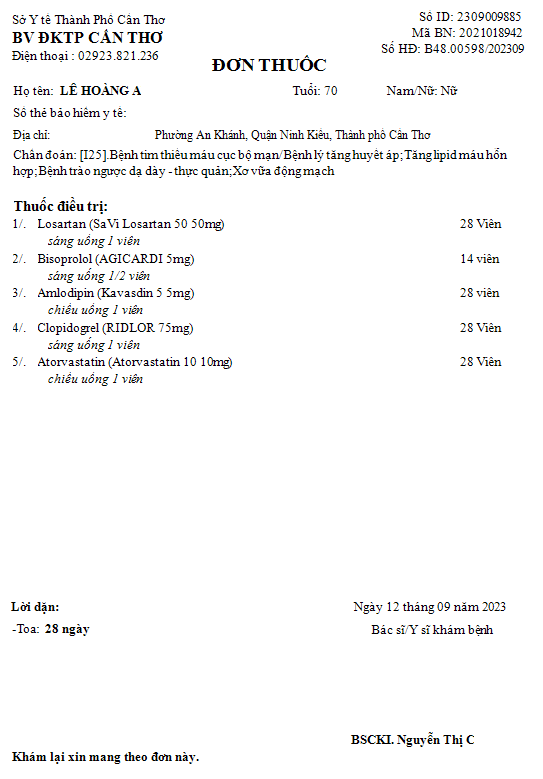 Sở Y tế Thành Phố Cần Thơ
Số ID: 2309009885
BV ĐKTP CẦN THƠ
Mã BN: 2021018942
Điện thoại : 02923.821.236
Số HĐ: B48.00598/202309
ĐƠN THUỐC
Họ tên: LÊ HOÀNG A Tuổi: 70 Nam/Nữ: Nữ
Số thẻ bảo hiểm y tế:
Địa chỉ: Phường An Khánh, Quận Ninh Kiều, Thành phố Cần Thơ
Chẩn đoán: [I25].Bệnh tim thiếu máu cục bộ mạn/Bệnh lý tăng huyết áp;Tăng lipid máu hỗn
hợp;Bệnh trào ngược dạ dày - thực quản;Xơ vữa động mạch
Thuốc điều trị:
1/. Losartan (SaVi Losartan 50 50mg) 28 Viên
sáng uống 1 viên
2/. Bisoprolol (AGICARDI 5mg) 14 viên
sáng uống 1/2 viên
3/. Amlodipin (Kavasdin 5 5mg) 28 viên
chiều uống 1 viên
4/. Clopidogrel (RIDLOR 75mg) 28 Viên
sáng uống 1 viên
5/. Atorvastatin (Atorvastatin 10 10mg) 28 Viên
chiều uống 1 viên
Lời dặn:
Ngày 12 tháng 09 năm 2023
-Toa: 28 ngày
Bác sĩ/Y sĩ khám bệnh
BSCKI. Nguyễn Thị C
Khám lại xin mang theo đơn này.